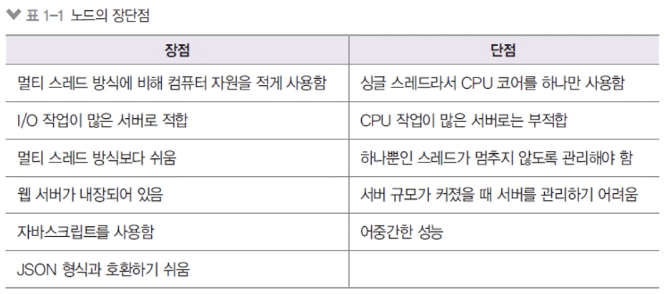 표 1-1 노드의 장단점
장점 단점
멀티 스레드 방식에 비해 컴퓨터 자원을 적게 사용함 싱글 스레드라서 CPU 코어를 하나만 사용함
I/O 작업이 많은 서버로 적합 CPU 작업이 많은 서버로는 부적합
멀티 스레드 방식보다 쉬움 하나뿐인 스레드가 멈추지 않도록 관리해야 함
웹 서버가 내장되어 있음 서버 규모가 커졌을 때 서버를 관리하기 어려움
자바스크립트를 사용함 어중간한 성능
JSON 형식과 호환하기 쉬움